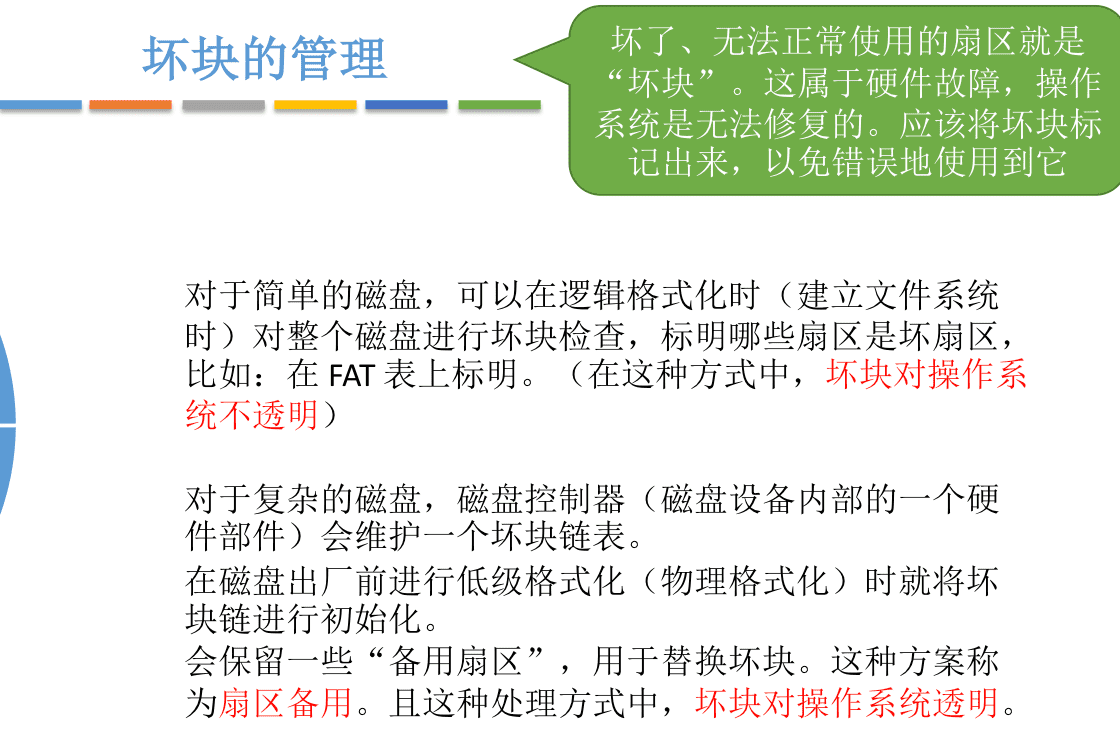 坏块的管理
坏了、无法正常使用的扇区就是
“坏块”。这属于硬件故障，操作
系统是无法修复的。应该将坏块标
记出来，以免错误地使用到它
对于简单的磁盘，可以在逻辑格式化时（建立文件系统
时）对整个磁盘进行坏块检查，标明哪些扇区是坏扇区，
比如：在 FAT 表上标明。（在这种方式中，坏块对操作系
统不透明）
对于复杂的磁盘，磁盘控制器（磁盘设备内部的一个硬
件部件）会维护一个坏块链表。
在磁盘出厂前进行低级格式化（物理格式化）时就将坏
块链进行初始化。
会保留一些“备用扇区”，用于替换坏块。这种方案称
为扇区备用。且这种处理方式中，坏块对操作系统透明。